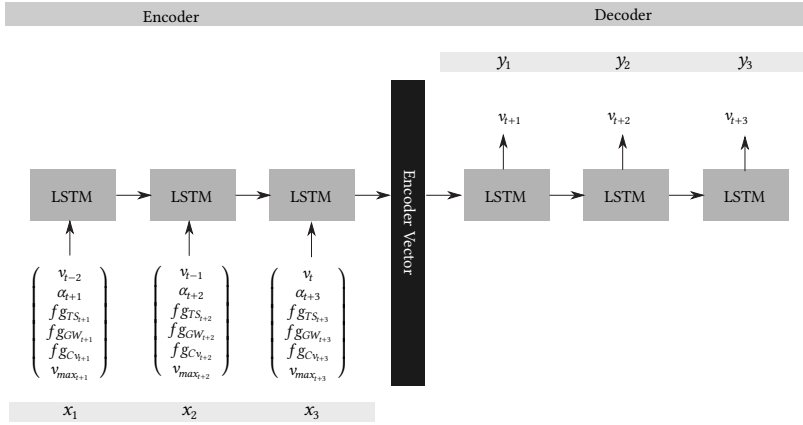 Encoder Decoder
y₁ y₂ y₃
v_{t+1} v_{t+2} v_{t+3}
LSTM LSTM LSTM Encoder Vector LSTM LSTM LSTM
v_{t−2} v_{t−1} v_t
α_{t+1} α_{t+2} α_{t+3}
fg_{TS_{t+1}} fg_{TS_{t+2}} fg_{TS_{t+3}}
fg_{GW_{t+1}} fg_{GW_{t+2}} fg_{GW_{t+3}}
fg_{Cv_{t+1}} fg_{Cv_{t+2}} fg_{Cv_{t+3}}
v_{max_{t+1}} v_{max_{t+2}} v_{max_{t+3}}
x₁ x₂ x₃